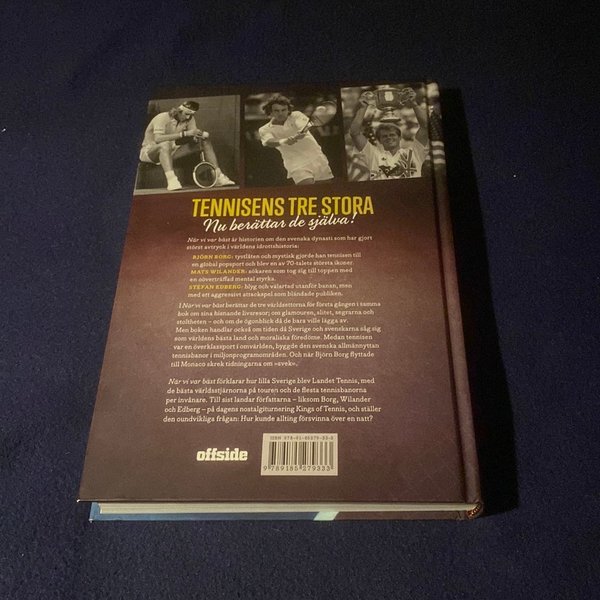 TENNISENS TRE STORA
Nu berättar de själva!
När vi var bäst är historien om den svenska dynasti som har gjort
störst avtryck i världens idrottshistoria:
BJÖRN BORG: tystlåten och mystisk gjorde han tennisen till
en global popsport och blev en av 70-talets största ikoner.
MATS WILANDER: sökaren som tog sig till toppen med
en oöverträffad mental styrka.
STEFAN EDBERG: blyg och välartad utanför banan, men
med ett aggressivt attackspel som bländade publiken.
I När vi var bäst berättar de tre världsettorna för första gången i samma
bok om sina hisnande livsresor; om glamouren, slitet, segrarna och
stoltheten – och om de ögonblick då de bara ville lägga av.
Men boken handlar också om tiden då Sverige och svenskarna såg sig
som världens bästa land och moraliska föredöme. Medan tennisen
var en överklassport i omvärlden, byggde den svenska allmännyttan
tennisbanor i miljonprogramområden. Och när Björn Borg flyttade
till Monaco skrek tidningarna om »svek».
När vi var bäst förklarar hur lilla Sverige blev Landet Tennis, med
de bästa världsstjärnorna på touren och de flesta tennisbanorna
per invånare. Till sist landar författarna – liksom Borg, Wilander
och Edberg – på dagens nostalgiturnering Kings of Tennis, och ställer
den oundvikliga frågan: Hur kunde allting försvinna över en natt?
offside
ISBN 978-91-85279-33-3
9789185279333